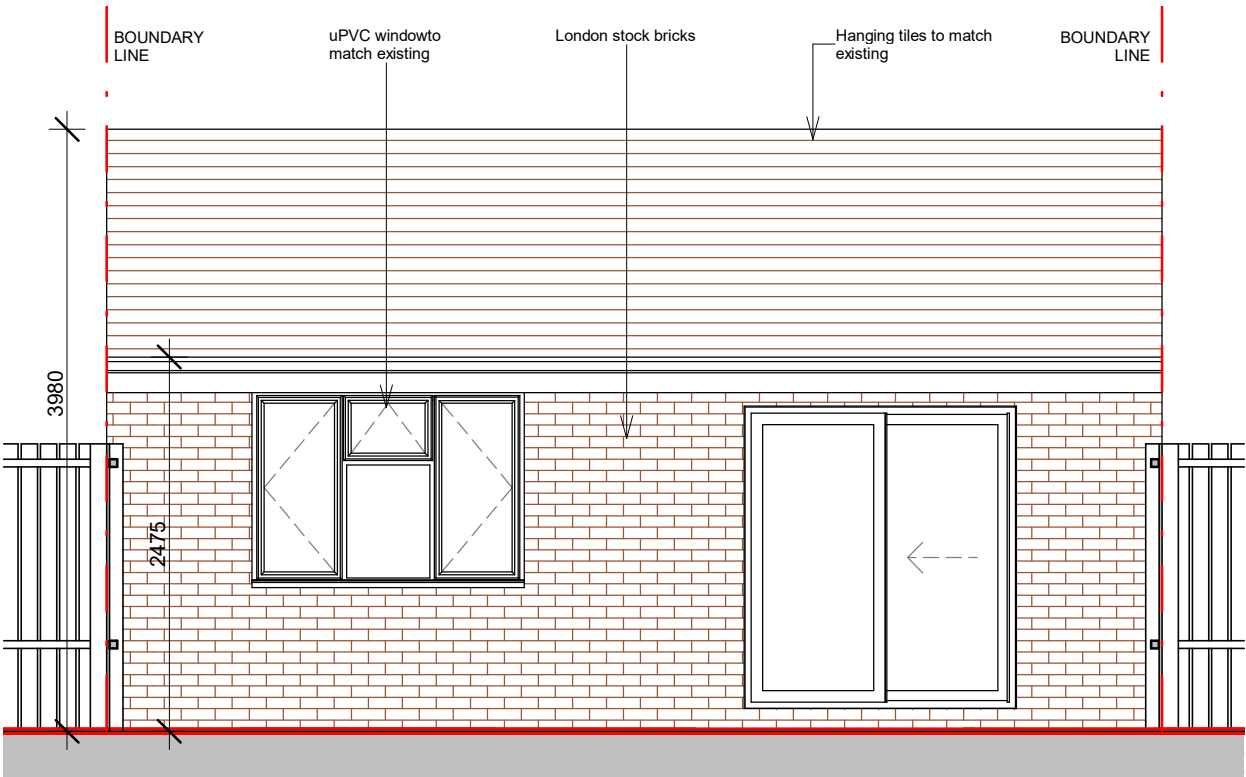 BOUNDARY
LINE
uPVC windowto
match existing
London stock bricks
Hanging tiles to match
existing
BOUNDARY
LINE
3980
2475